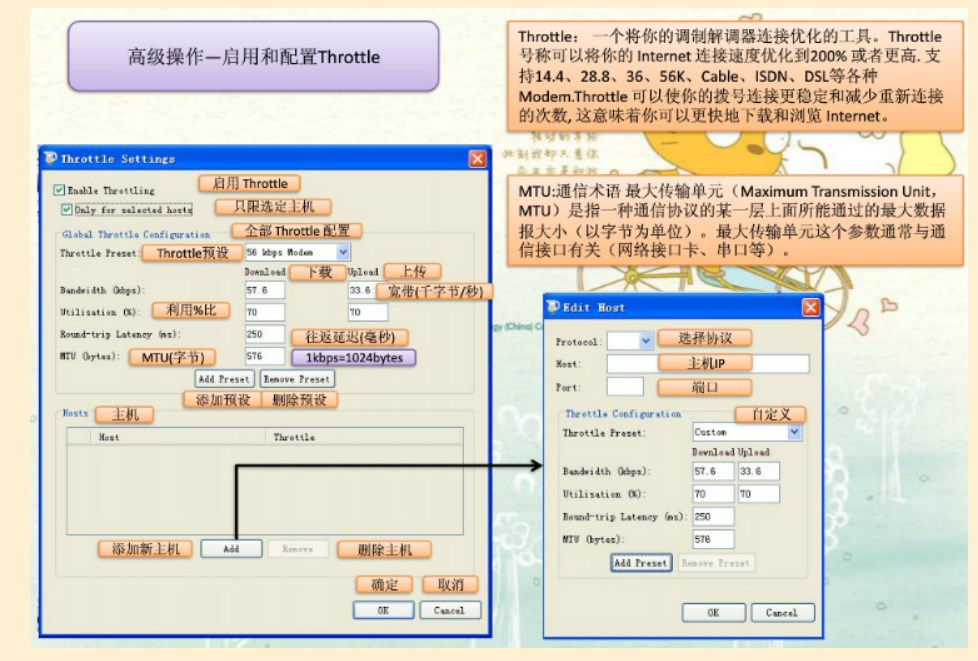 高级操作—启用和配置Throttle
Throttle： 一个将你的调制解调器连接优化的工具。Throttle
号称可以将你的 Internet 连接速度优化到200% 或者更高. 支
持14.4、28.8、36、56K、Cable、ISDN、DSL等各种
Modem.Throttle 可以使你的拨号连接更稳定和减少重新连接
的次数, 这意味着你可以更快地下载和浏览 Internet。
MTU:通信术语 最大传输单元（Maximum Transmission Unit，
MTU）是指一种通信协议的某一层上面所能通过的最大数据
报大小（以字节为单位）。最大传输单元这个参数通常与通
信接口有关（网络接口卡、串口等）。
Throttle Settings
Enable Throttling 启用 Throttle
Only for selected hosts 只限选定主机
Global Throttle Configuration 全部 Throttle 配置
Throttle Preset: Throttle预设 56 kbps Modem
Download 下载 Upload 上传
Bandwidth (kbps): 57.6 33.6 宽带(千字节/秒)
Utilisation (%): 利用%比 70 70
Round-trip Latency (ms): 250 往返延迟(毫秒)
MTU (bytes): MTU(字节) 576 1kbps=1024bytes
Add Preset Remove Preset
添加预设 删除预设
Hosts 主机
Host Throttle
添加新主机 Add Remove 删除主机
确定 取消
OK Cancel
Edit Host
Protocol: 选择协议
Host: 主机IP
Port: 端口
Throttle Configuration 自定义
Throttle Preset: Custom
Download Upload
Bandwidth (kbps): 57.6 33.6
Utilisation (%): 70 70
Round-trip Latency (ms): 250
MTU (bytes): 576
Add Preset Remove Preset
OK Cancel